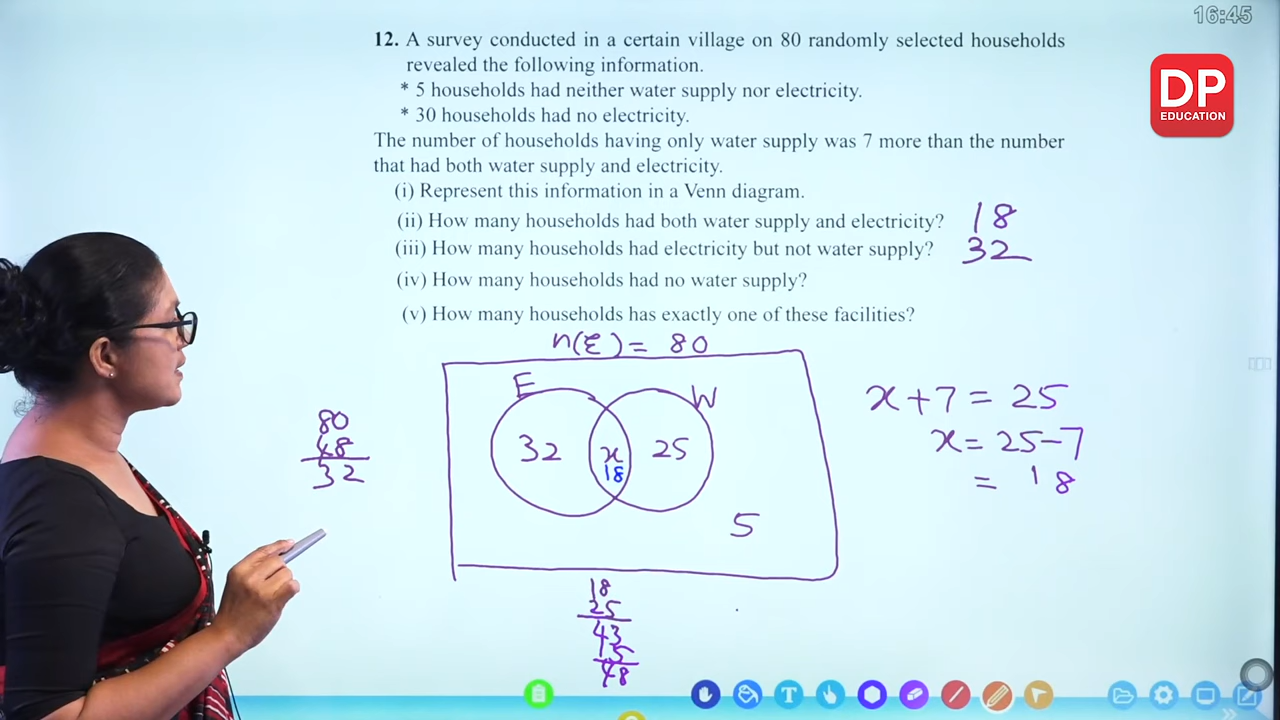 16:45
12. A survey conducted in a certain village on 80 randomly selected households
revealed the following information.
* 5 households had neither water supply nor electricity.
* 30 households had no electricity.
The number of households having only water supply was 7 more than the number
that had both water supply and electricity.
(i) Represent this information in a Venn diagram.
(ii) How many households had both water supply and electricity? 18
(iii) How many households had electricity but not water supply? 32
(iv) How many households had no water supply?
(v) How many households has exactly one of these facilities?
DP
EDUCATION
n(ξ) = 80
E
W
32
x
18
25
5
80
48
32
x + 7 = 25
x = 25 - 7
= 18
18
25
43
5
48
T